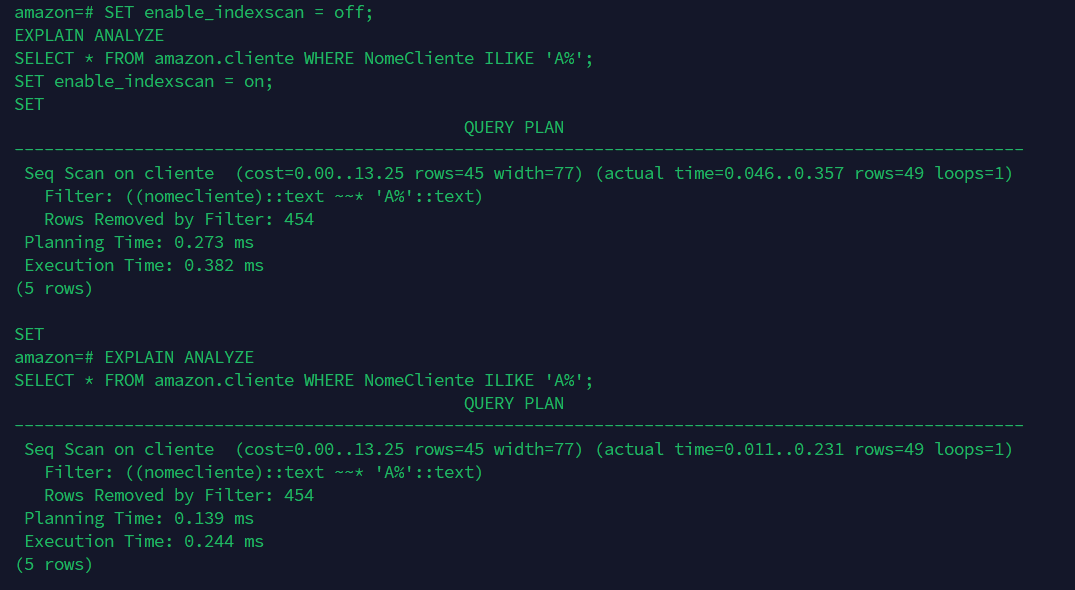 amazon=# SET enable_indexscan = off;
EXPLAIN ANALYZE
SELECT * FROM amazon.cliente WHERE NomeCliente ILIKE 'A%';
SET enable_indexscan = on;
SET
                                             QUERY PLAN
-----------------------------------------------------------------------------------------------------
 Seq Scan on cliente  (cost=0.00..13.25 rows=45 width=77) (actual time=0.046..0.357 rows=49 loops=1)
   Filter: ((nomecliente)::text ~~* 'A%'::text)
   Rows Removed by Filter: 454
 Planning Time: 0.273 ms
 Execution Time: 0.382 ms
(5 rows)

SET
amazon=# EXPLAIN ANALYZE
SELECT * FROM amazon.cliente WHERE NomeCliente ILIKE 'A%';
                                             QUERY PLAN
-----------------------------------------------------------------------------------------------------
 Seq Scan on cliente  (cost=0.00..13.25 rows=45 width=77) (actual time=0.011..0.231 rows=49 loops=1)
   Filter: ((nomecliente)::text ~~* 'A%'::text)
   Rows Removed by Filter: 454
 Planning Time: 0.139 ms
 Execution Time: 0.244 ms
(5 rows)